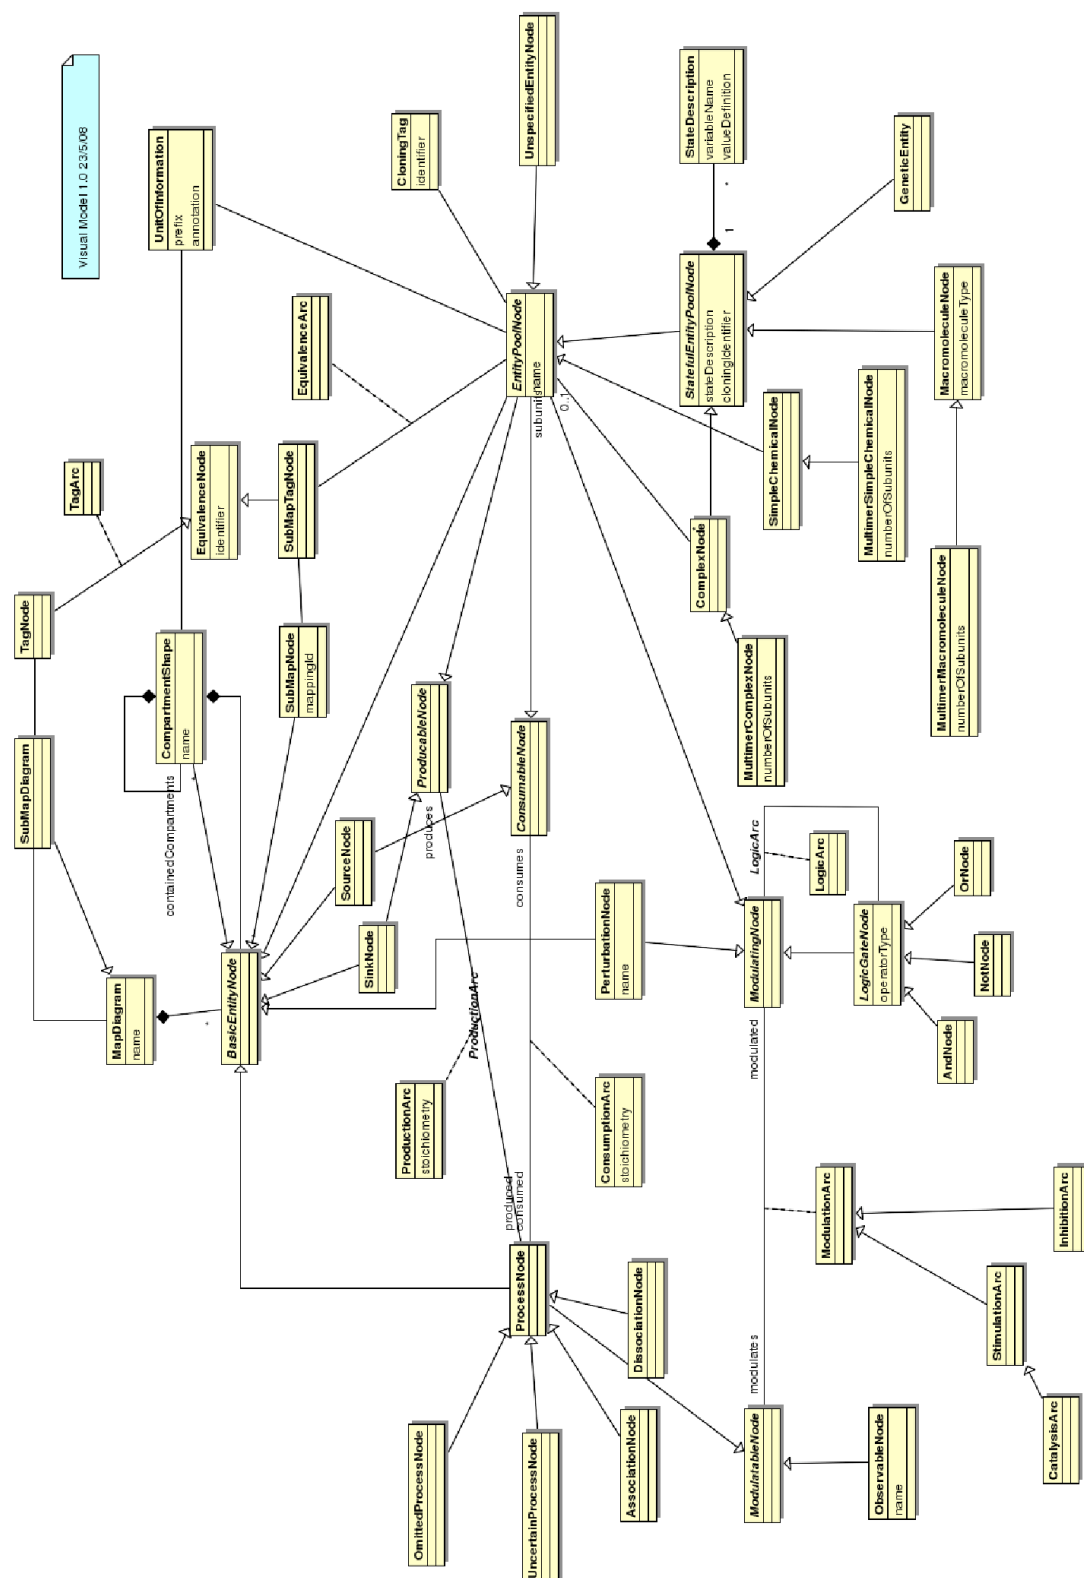 Visual Model 1.0 23/5/08
UnitOfInformation
prefix
annotation
CloningTag
identifier
UnspecifiedEntityNode
StateDescription
variableName
valueDefinition
GeneticEntity
EquivalenceArc
EntityPoolNode
name
subunit
0..1
1
*
StatefulEntityPoolNode
stateDescription
cloningIdentifier
MacromoleculeNode
macromoleculeType
TagArc
EquivalenceNode
identifier
SubMapTagNode
SimpleChemicalNode
MultimerSimpleChemicalNode
numberOfSubunits
ComplexNode
*
MultimerComplexNode
numberOfSubunits
MultimerMacromoleculeNode
numberOfSubunits
TagNode
CompartmentShape
name
*
containedCompartments
SubMapNode
mappingId
ProducableNode
produces
ConsumableNode
consumes
SubMapDiagram
SourceNode
SinkNode
LogicArc
LogicArc
MapDiagram
name
*
BasicEntityNode
PerturbationNode
name
ModulatingNode
modulated
LogicGateNode
operatorType
OrNode
NotNode
AndNode
ProductionArc
ProductionArc
stoichiometry
ConsumptionArc
stoichiometry
produced
consumed
ProcessNode
ModulationArc
InhibitionArc
StimulationArc
CatalysisArc
DissociationNode
modulates
OmittedProcessNode
UncertainProcessNode
AssociationNode
ModulatableNode
ObservableNode
name